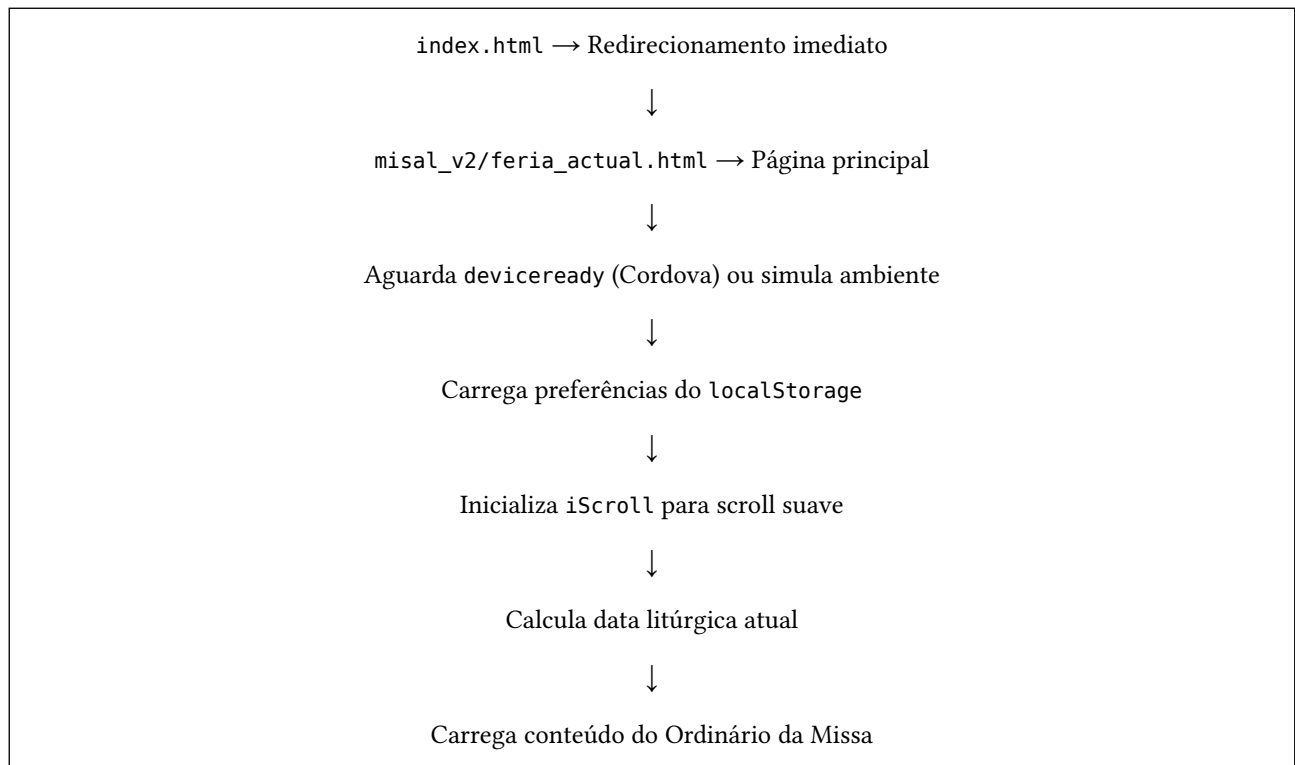 index.html → Redirecionamento imediato
↓
misal_v2/feria_actual.html → Página principal
↓
Aguarda deviceready (Cordova) ou simula ambiente
↓
Carrega preferências do localStorage
↓
Inicializa iScroll para scroll suave
↓
Calcula data litúrgica atual
↓
Carrega conteúdo do Ordinário da Missa